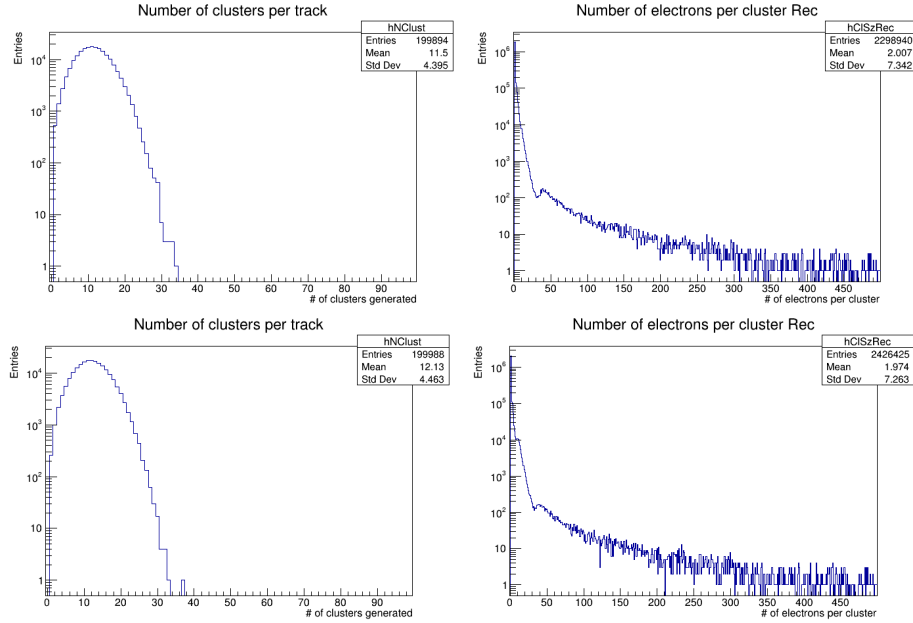 Number of clusters per track
hNClust
Entries 199894
Mean 11.5
Std Dev 4.395
Entries
10^4
10^3
10^2
10
1
0 10 20 30 40 50 60 70 80 90
# of clusters generated
Number of electrons per cluster Rec
hClSzRec
Entries 2298940
Mean 2.007
Std Dev 7.342
Entries
10^6
10^5
10^4
10^3
10^2
10
1
0 50 100 150 200 250 300 350 400 450
# of electrons per cluster
Number of clusters per track
hNClust
Entries 199988
Mean 12.13
Std Dev 4.463
Entries
10^4
10^3
10^2
10
1
0 10 20 30 40 50 60 70 80 90
# of clusters generated
Number of electrons per cluster Rec
hClSzRec
Entries 2426425
Mean 1.974
Std Dev 7.263
Entries
10^6
10^5
10^4
10^3
10^2
10
1
0 50 100 150 200 250 300 350 400 450
# of electrons per cluster